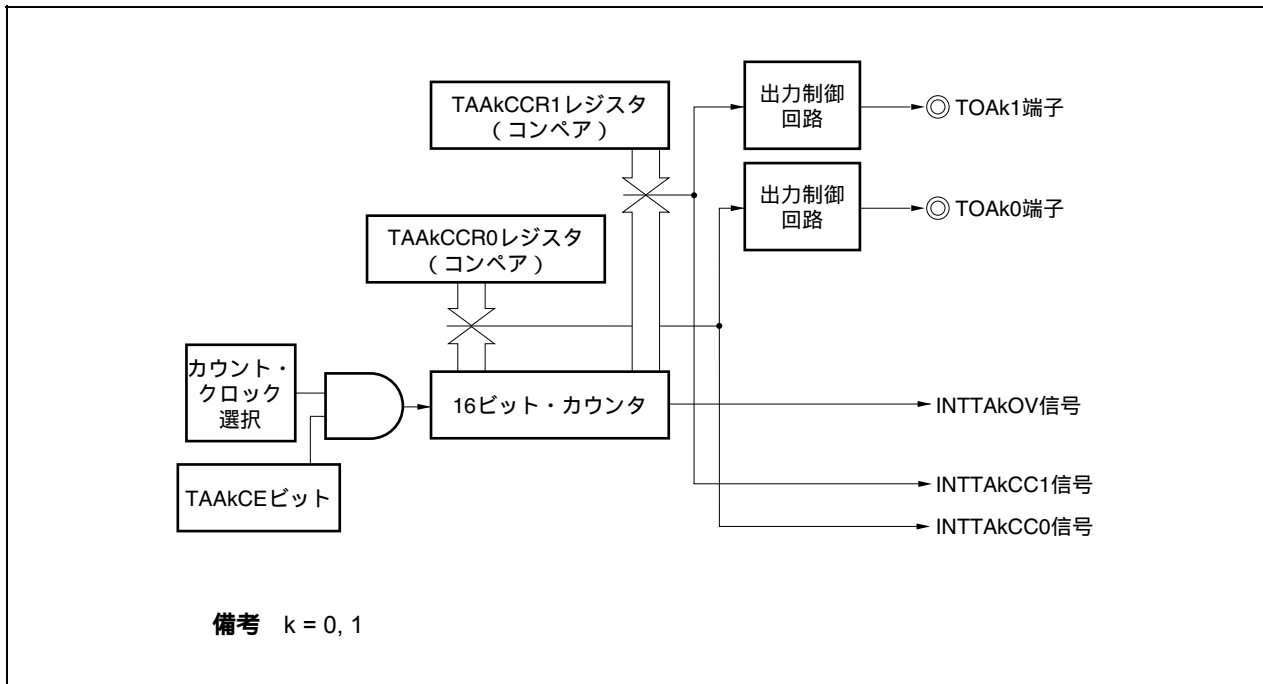 TAAkCCR1レジスタ
（コンペア）
出力制御
回路
TOAk1端子
出力制御
回路
TOAk0端子
TAAkCCR0レジスタ
（コンペア）
カウント・
クロック
選択
16ビット・カウンタ
INTTAkOV信号
TAAkCEビット
INTTAkCC1信号
INTTAkCC0信号
備考 k = 0, 1